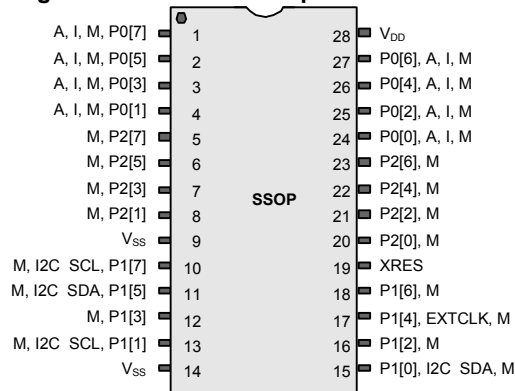 A, I, M, P0[7] 1 28 VDD
A, I, M, P0[5] 2 27 P0[6], A, I, M
A, I, M, P0[3] 3 26 P0[4], A, I, M
A, I, M, P0[1] 4 25 P0[2], A, I, M
M, P2[7] 5 24 P0[0], A, I, M
M, P2[5] 6 23 P2[6], M
M, P2[3] 7 22 P2[4], M
SSOP
M, P2[1] 8 21 P2[2], M
VSS 9 20 P2[0], M
M, I2C SCL, P1[7] 10 19 XRES
M, I2C SDA, P1[5] 11 18 P1[6], M
M, P1[3] 12 17 P1[4], EXTCLK, M
M, I2C SCL, P1[1] 13 16 P1[2], M
VSS 14 15 P1[0], I2C SDA, M